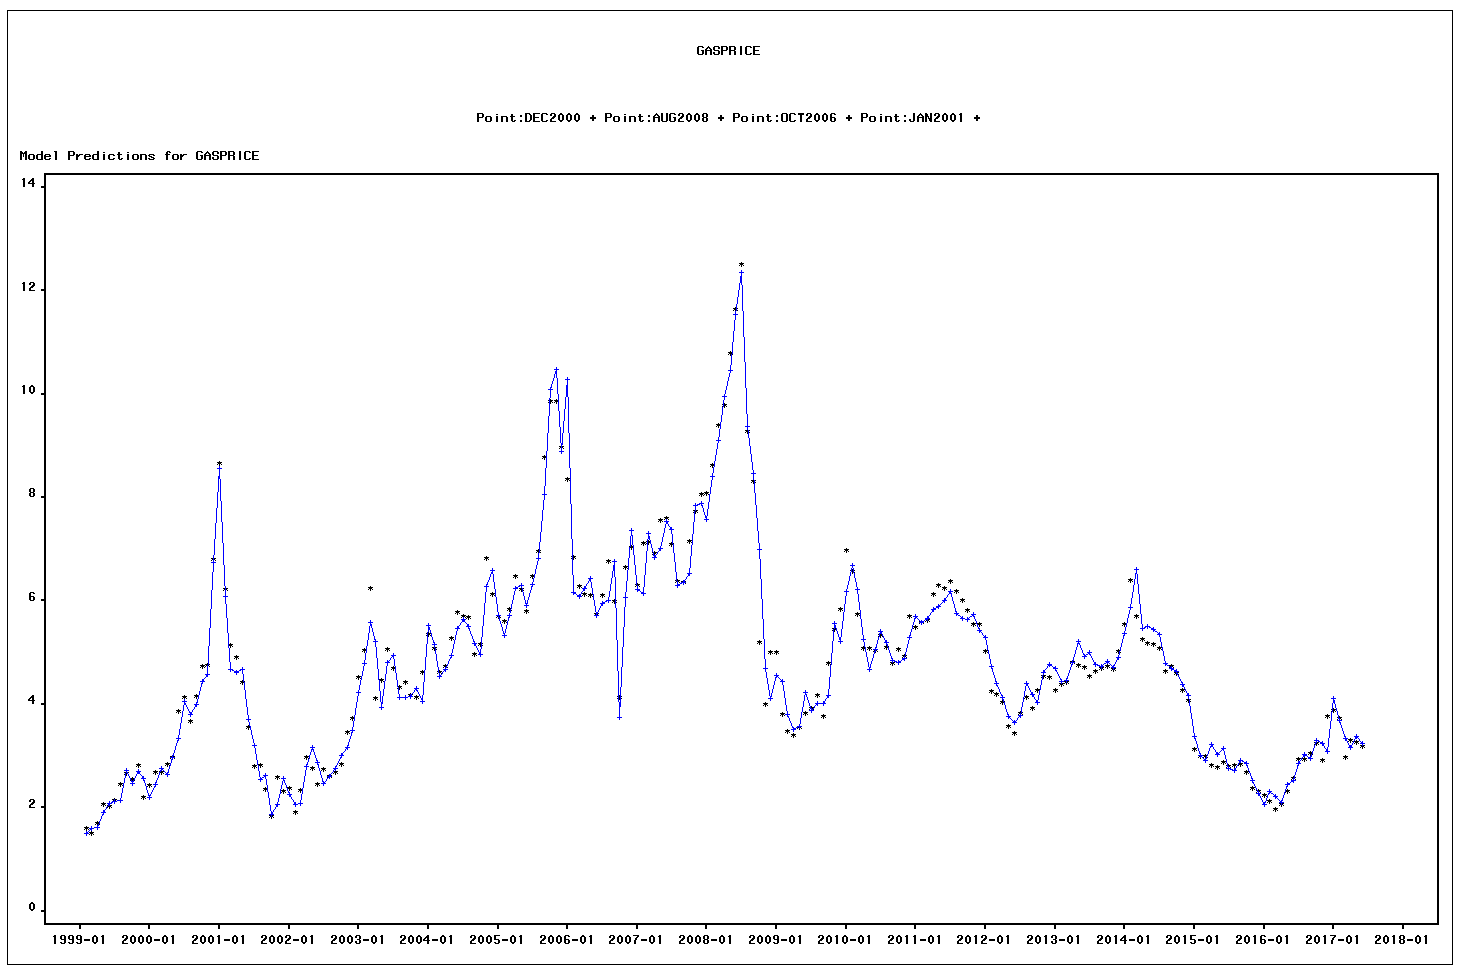 GASPRICE
Point:DEC2000 + Point:AUG2008 + Point:OCT2006 + Point:JAN2001 +
Model Predictions for GASPRICE
14
12
10
8
6
4
2
0
1999-01 2000-01 2001-01 2002-01 2003-01 2004-01 2005-01 2006-01 2007-01 2008-01 2009-01 2010-01 2011-01 2012-01 2013-01 2014-01 2015-01 2016-01 2017-01 2018-01